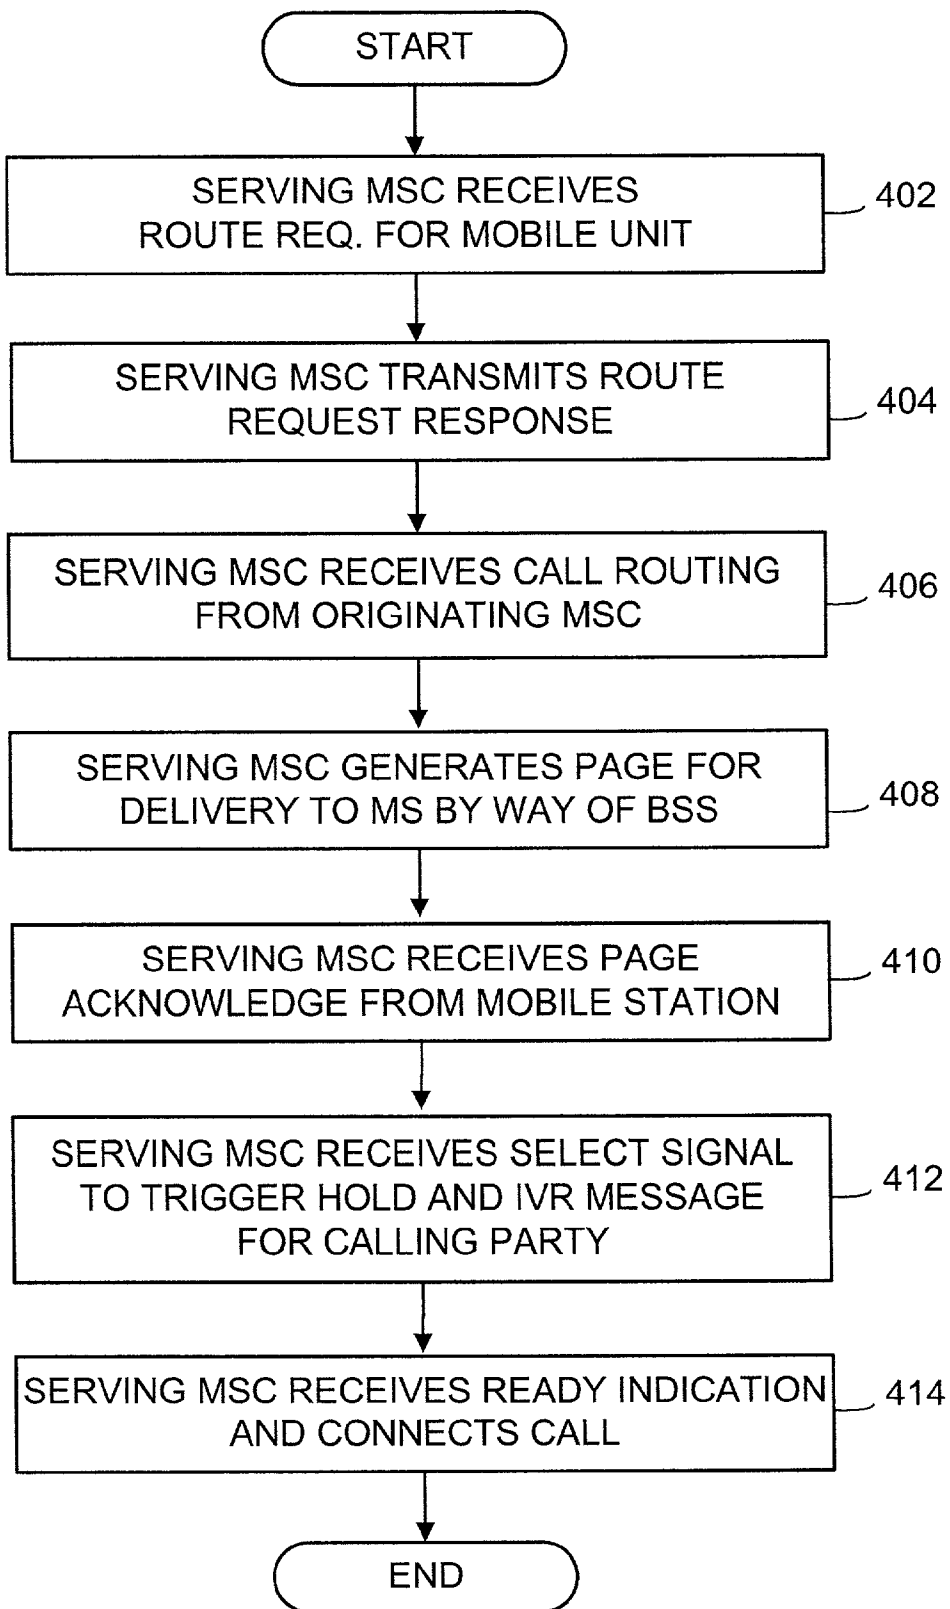 START
SERVING MSC RECEIVES
ROUTE REQ. FOR MOBILE UNIT
402
SERVING MSC TRANSMITS ROUTE
REQUEST RESPONSE
404
SERVING MSC RECEIVES CALL ROUTING
FROM ORIGINATING MSC
406
SERVING MSC GENERATES PAGE FOR
DELIVERY TO MS BY WAY OF BSS
408
SERVING MSC RECEIVES PAGE
ACKNOWLEDGE FROM MOBILE STATION
410
SERVING MSC RECEIVES SELECT SIGNAL
TO TRIGGER HOLD AND IVR MESSAGE
FOR CALLING PARTY
412
SERVING MSC RECEIVES READY INDICATION
AND CONNECTS CALL
414
END